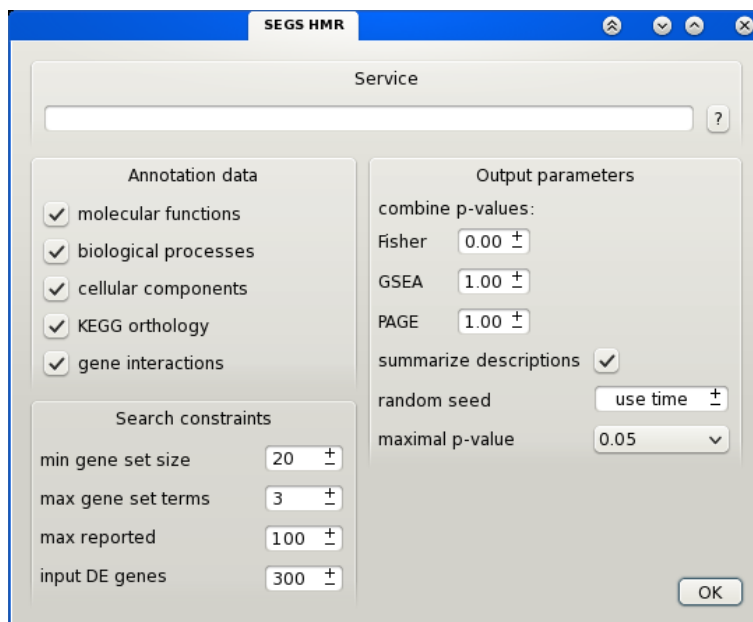 SEGS HMR
Service
?
Annotation data
molecular functions
biological processes
cellular components
KEGG orthology
gene interactions
Search constraints
min gene set size 20
max gene set terms 3
max reported 100
input DE genes 300
Output parameters
combine p-values:
Fisher 0.00
GSEA 1.00
PAGE 1.00
summarize descriptions
random seed use time
maximal p-value 0.05
OK